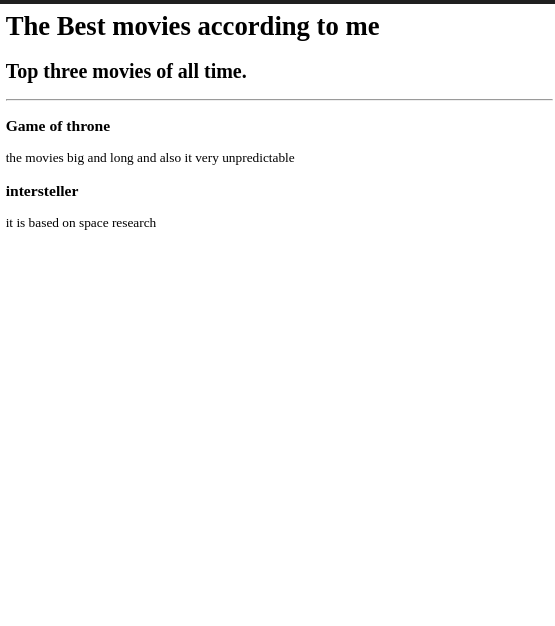 The Best movies according to me
Top three movies of all time.
Game of throne
the movies big and long and also it very unpredictable
intersteller
it is based on space research